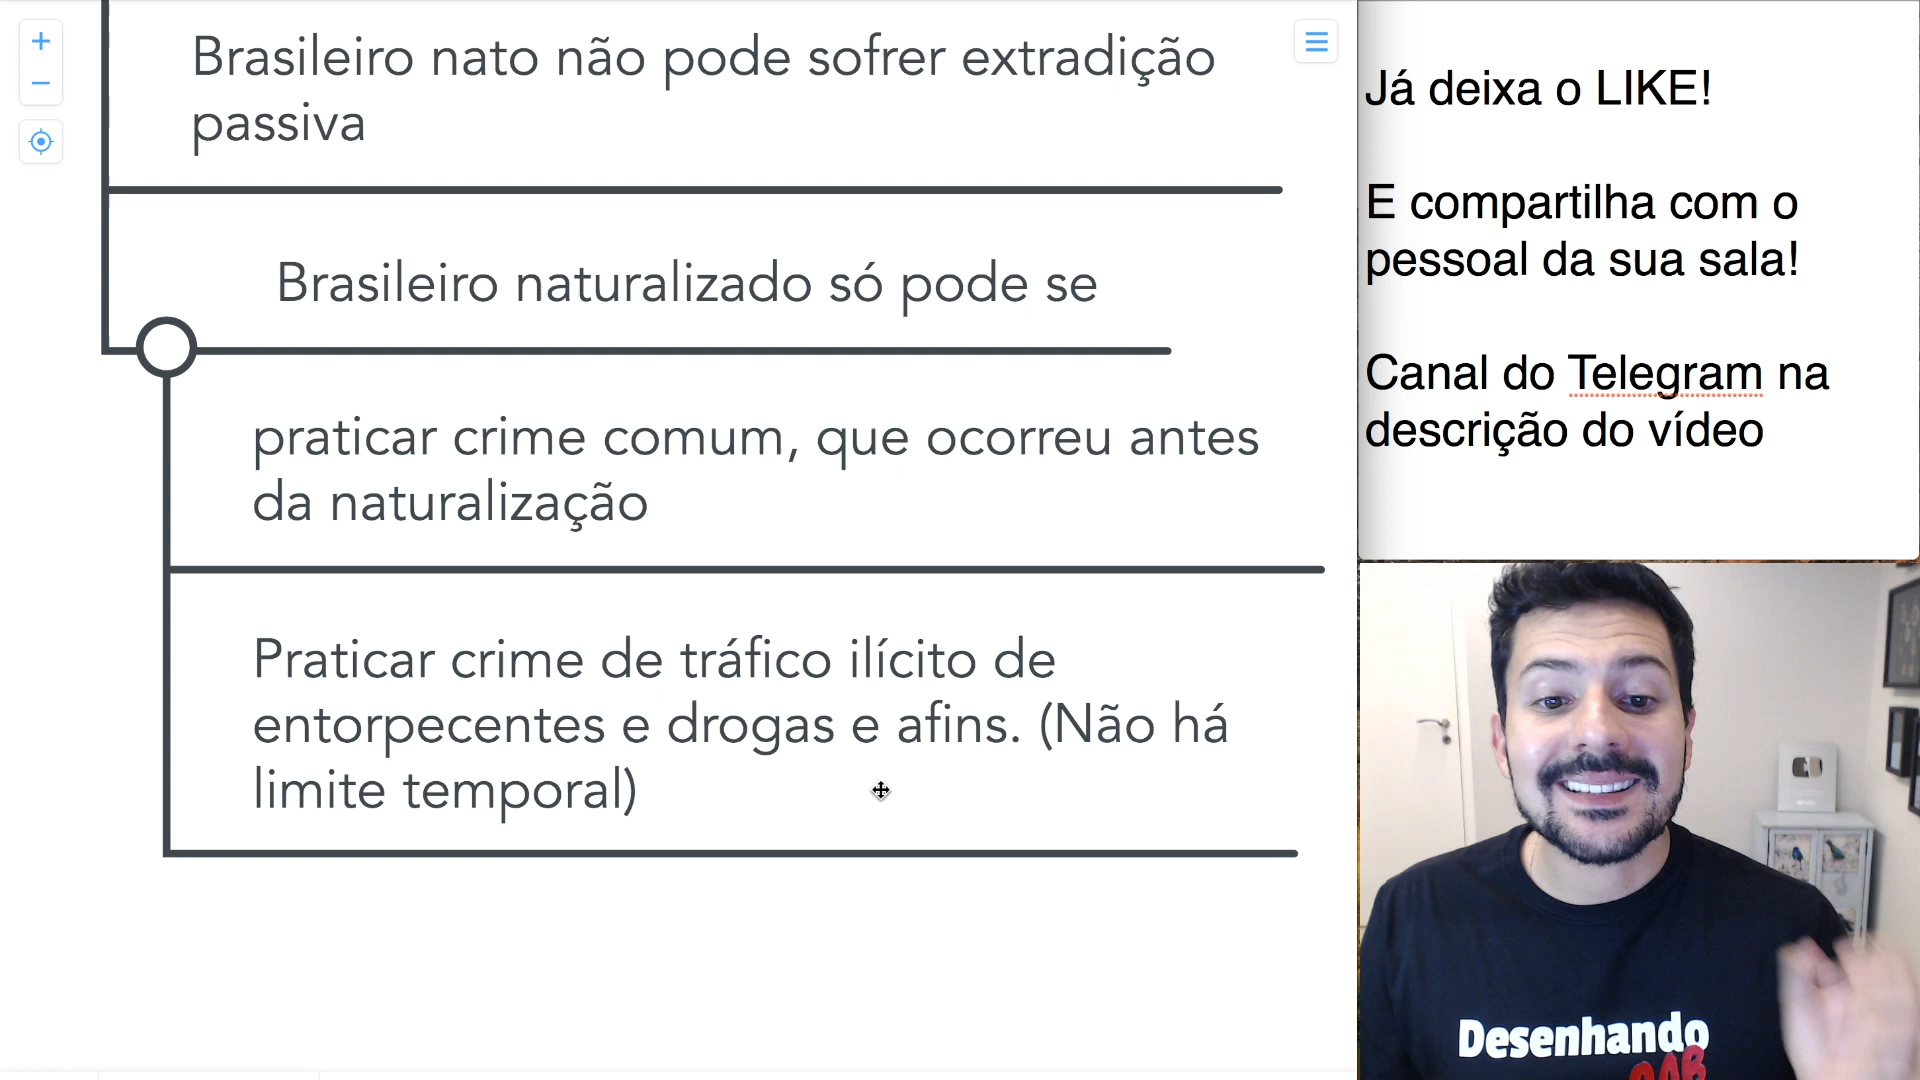 Brasileiro nato não pode sofrer extradição
passiva
Brasileiro naturalizado só pode se
praticar crime comum, que ocorreu antes
da naturalização
Praticar crime de tráfico ilícito de
entorpecentes e drogas e afins. (Não há
limite temporal)
Já deixa o LIKE!
E compartilha com o
pessoal da sua sala!
Canal do Telegram na
descrição do vídeo
Desenhando
OAB